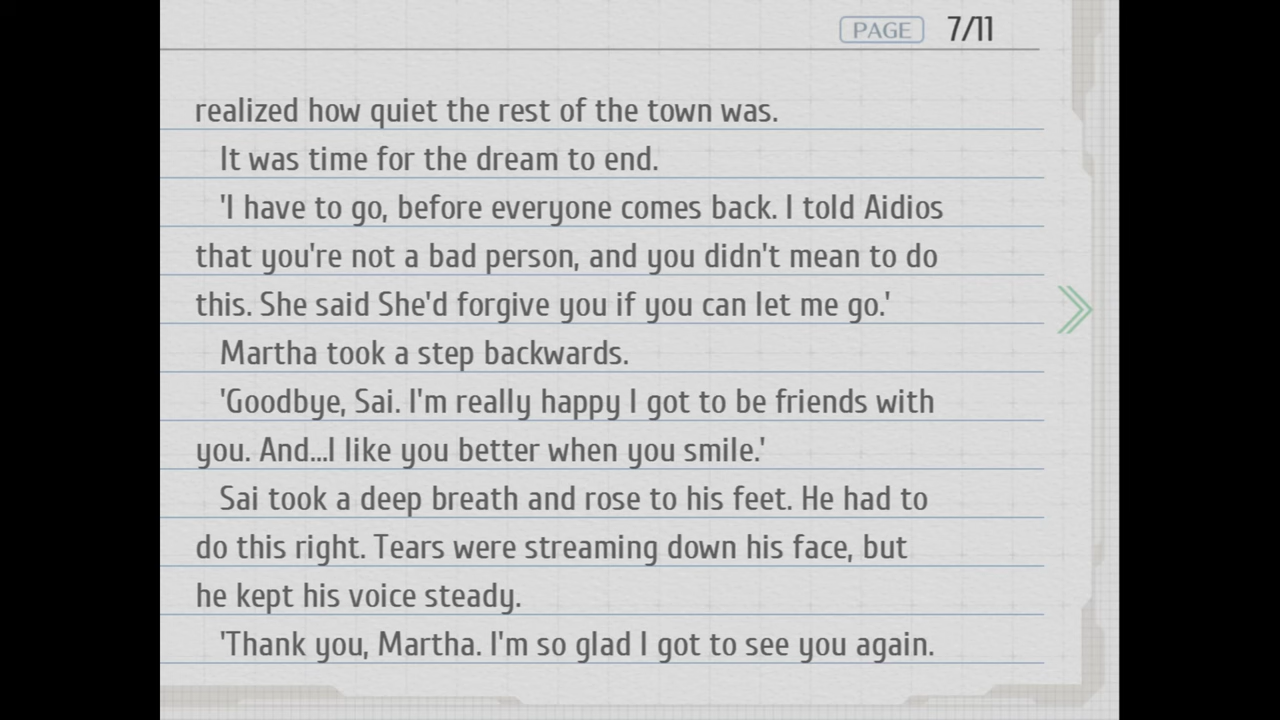 PAGE 7/11
realized how quiet the rest of the town was.
It was time for the dream to end.
'I have to go, before everyone comes back. I told Aidios
that you're not a bad person, and you didn't mean to do
this. She said She'd forgive you if you can let me go.'
Martha took a step backwards.
'Goodbye, Sai. I'm really happy I got to be friends with
you. And...I like you better when you smile.'
Sai took a deep breath and rose to his feet. He had to
do this right. Tears were streaming down his face, but
he kept his voice steady.
'Thank you, Martha. I'm so glad I got to see you again.